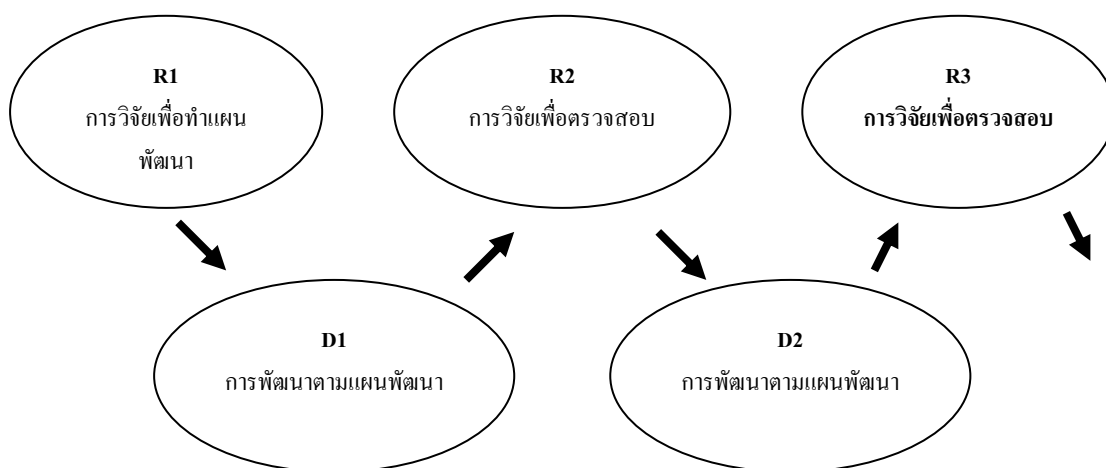 R1
การวิจัยเพื่อทำแผน
พัฒนา
R2
การวิจัยเพื่อตรวจสอบ
R3
การวิจัยเพื่อตรวจสอบ
D1
การพัฒนาตามแผนพัฒนา
D2
การพัฒนาตามแผนพัฒนา